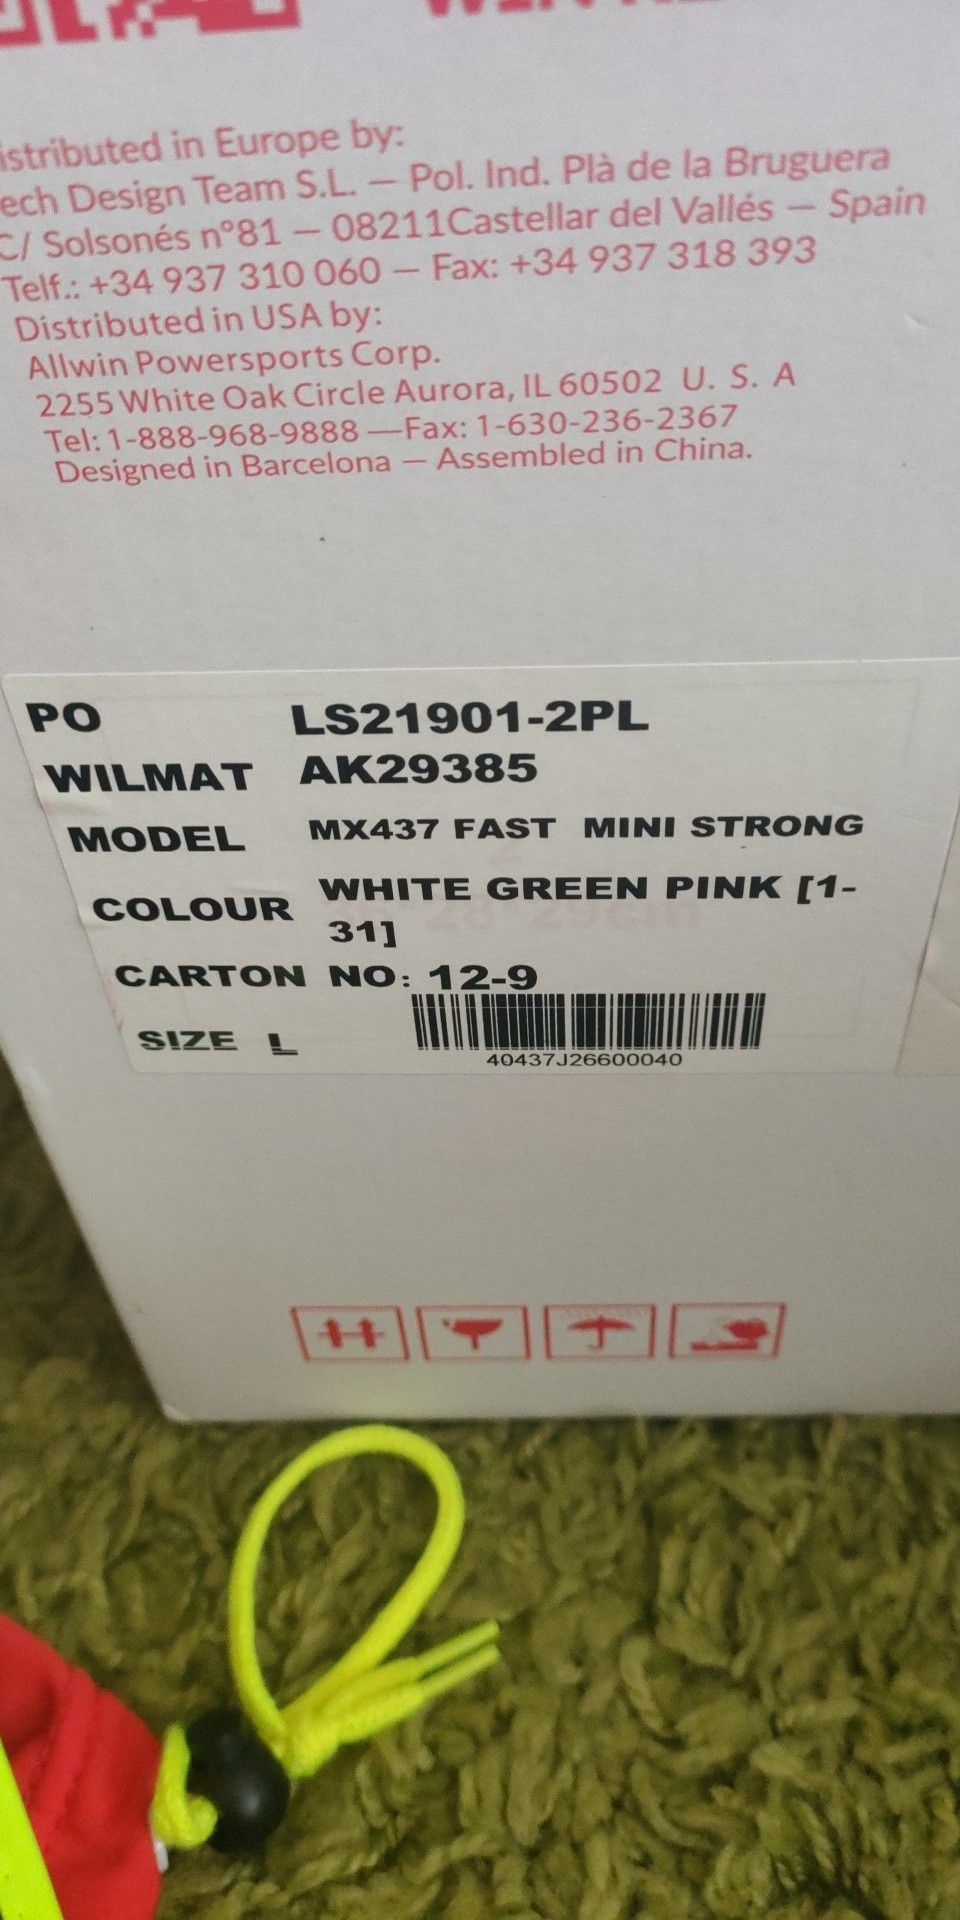 istributed in Europe by:
ech Design Team S.L. — Pol. Ind. Plà de la Bruguera
C/ Solsonés nº81 — 08211Castellar del Vallés — Spain
Telf.: +34 937 310 060 — Fax: +34 937 318 393
Distributed in USA by:
Allwin Powersports Corp.
2255 White Oak Circle Aurora, IL 60502 U. S. A
Tel: 1-888-968-9888 —Fax: 1-630-236-2367
Designed in Barcelona — Assembled in China.
PO LS21901-2PL
WILMAT AK29385
MODEL MX437 FAST MINI STRONG
COLOUR WHITE GREEN PINK [1-
31]
CARTON NO: 12-9
SIZE L
40437J26600040